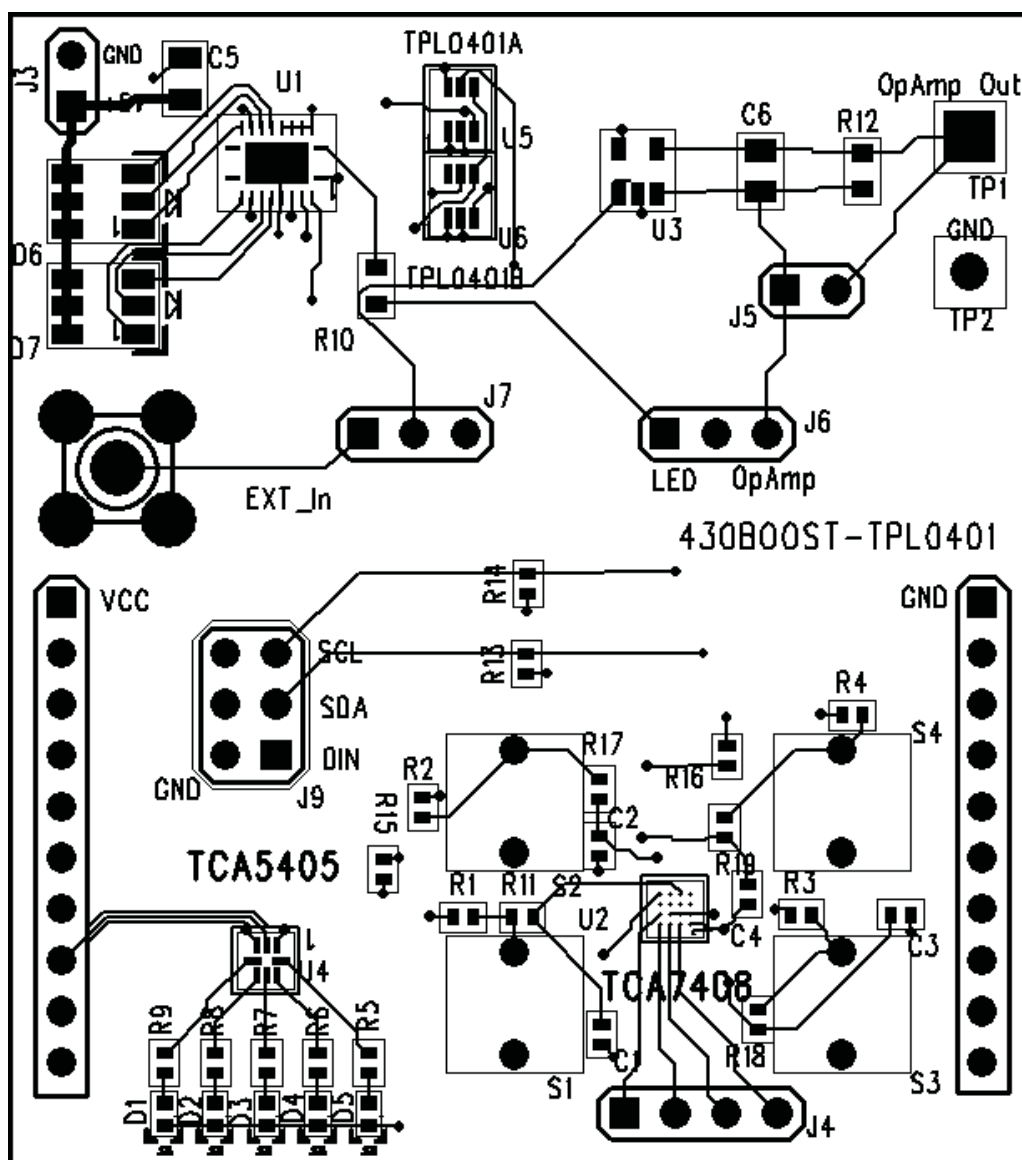 J3
GND
+5V
C5
U1
TPL0401A
U5
U6
TPL0401B
OpAmp Out
C6
R12
TP1
U3
GND
TP2
J5
D6
D7
R10
J7
J6
LED
OpAmp
EXT_In
430BOOST-TPL0401
VCC
GND
R14
SCL
R13
SDA
DIN
GND
J9
R4
S4
R17
R16
R2
R15
C2
TCA5405
R19
R1
R11
S2
U2
R3
C4
C3
1
U4
TCA7408
R9
R8
R7
R6
R5
R18
C1
S1
S3
D1
D2
D3
D4
D5
J4